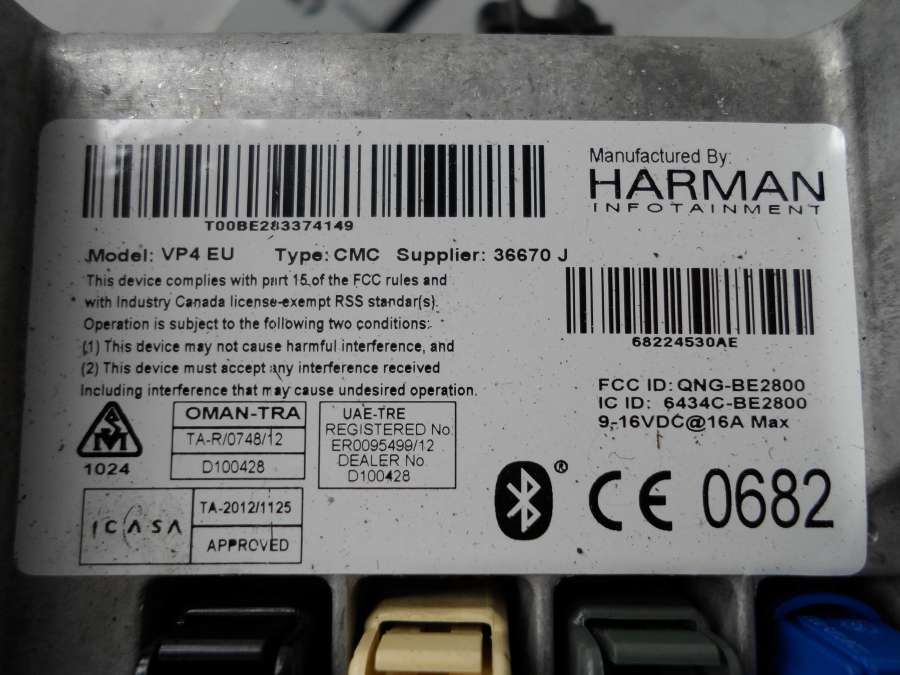 Manufactured By:
HARMAN
INFOTAINMENT
T00BE283374149
Model: VP4 EU Type: CMC Supplier: 36670 J
This device complies with part 15 of the FCC rules and
with Industry Canada license-exempt RSS standar(s).
Operation is subject to the following two conditions:
(1) This device may not cause harmful interference, and
(2) This device must accept any interference received
Including interference that may cause undesired operation.
68224530AE
FCC ID: QNG-BE2800
IC ID: 6434C-BE2800
9-16VDC@16A Max
1024
OMAN-TRA
TA-R/0748/12
D100428
UAE-TRE
REGISTERED No.
ER0095499/12
DEALER No.
D100428
ICASA
TA-2012/1125
APPROVED
® CE 0682